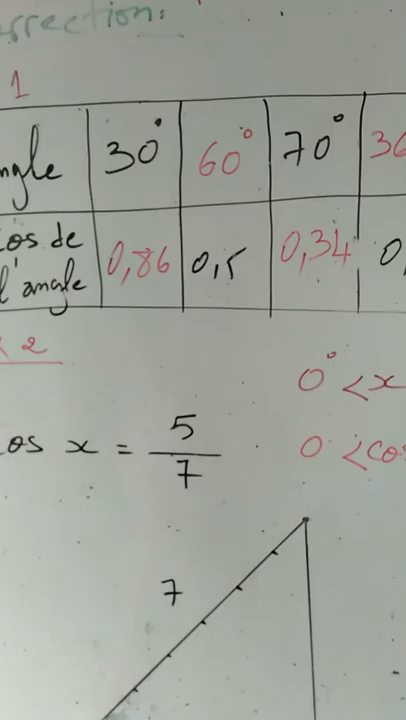 rrection:
1
ngle 30° 60° 70° 36
os de l'angle 0,86 0,5 0,34 0,
2
0° < x
os x = 5/7
0 < cos
7